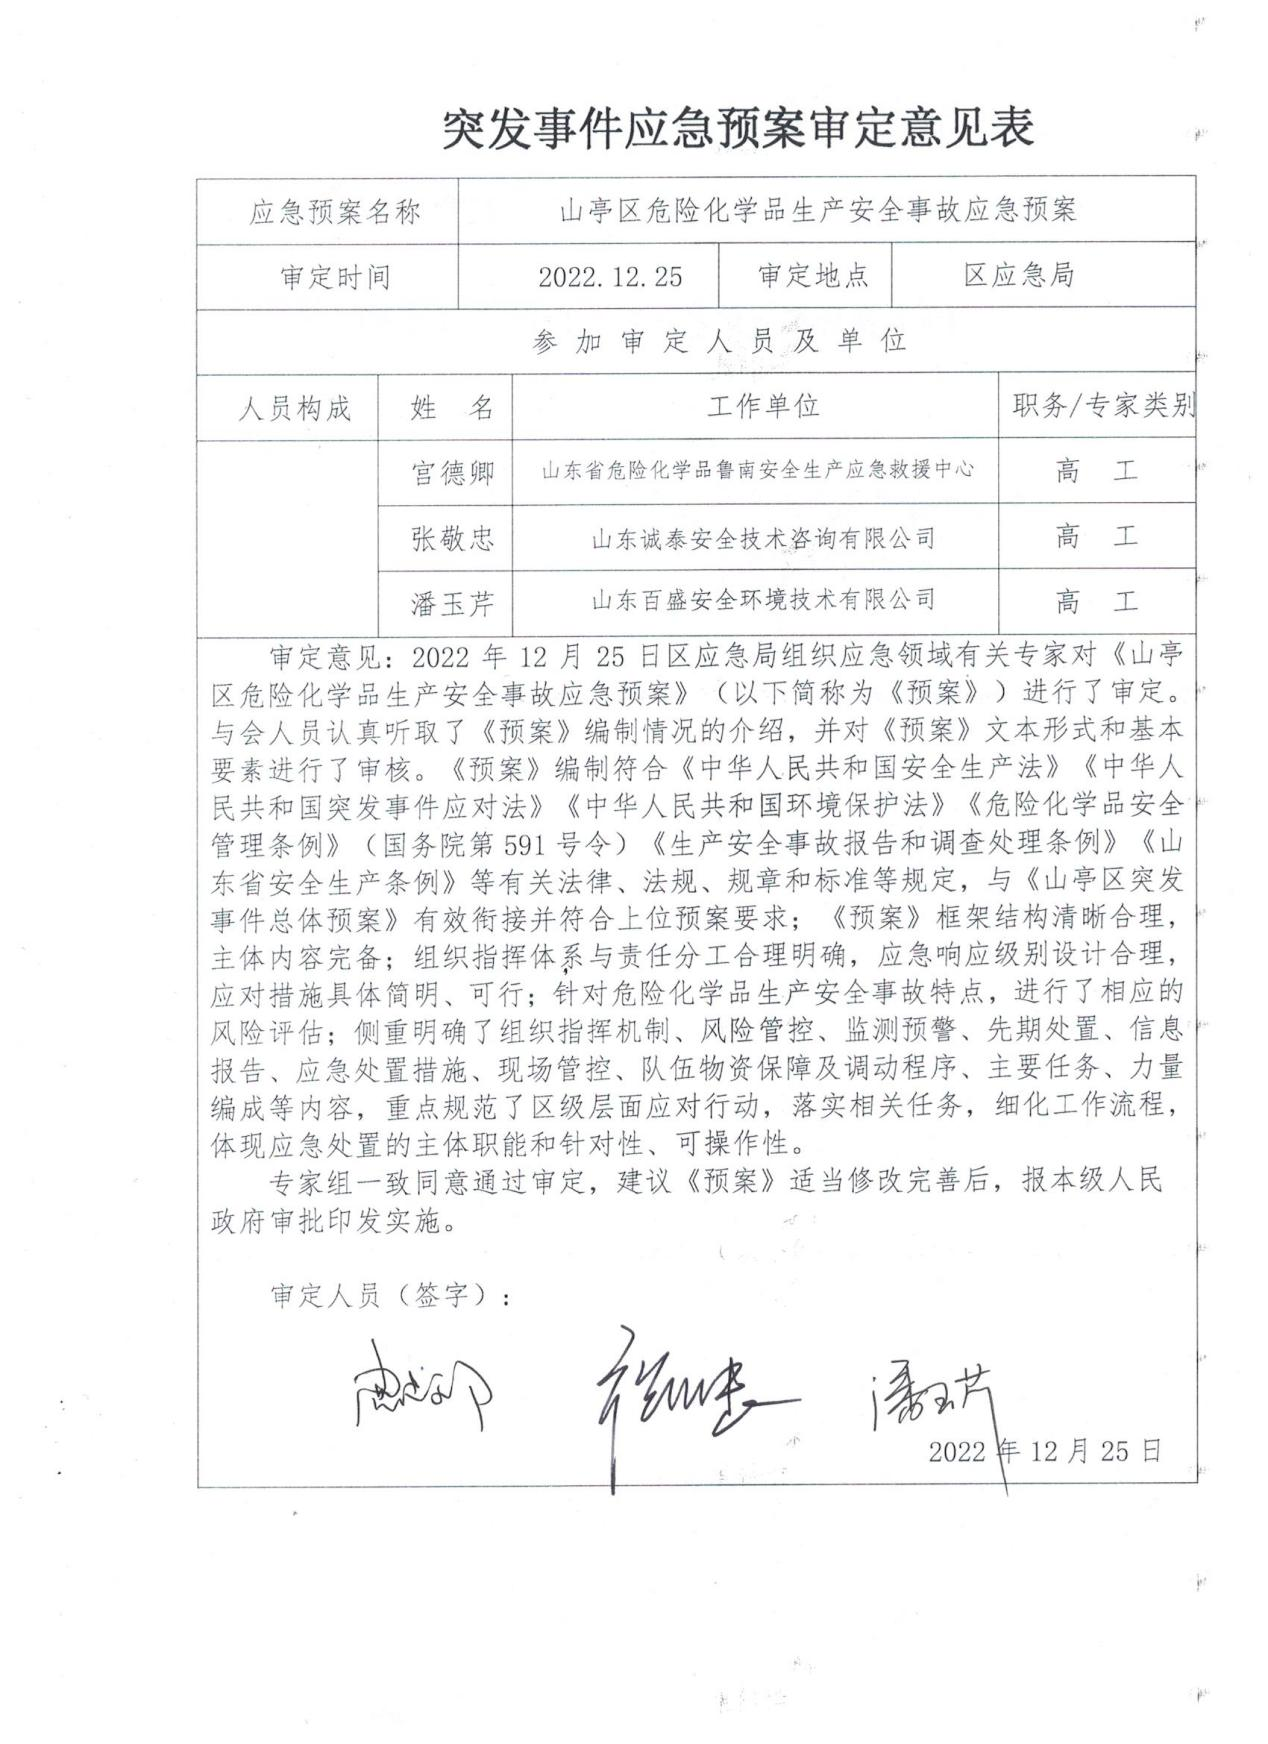 突发事件应急预案审定意见表
应急预案名称 山亭区危险化学品生产安全事故应急预案
审定时间 2022.12.25 审定地点 区应急局
参加审定人员及单位
人员构成 姓 名 工作单位 职务/专家类别
宫德卿 山东省危险化学品鲁南安全生产应急救援中心 高 工
张敬忠 山东诚泰安全技术咨询有限公司 高 工
潘玉芹 山东百盛安全环境技术有限公司 高 工
审定意见：2022 年 12 月 25 日区应急局组织应急领域有关专家对《山亭
区危险化学品生产安全事故应急预案》（以下简称为《预案》）进行了审定。
与会人员认真听取了《预案》编制情况的介绍，并对《预案》文本形式和基本
要素进行了审核。《预案》编制符合《中华人民共和国安全生产法》《中华人
民共和国突发事件应对法》《中华人民共和国环境保护法》《危险化学品安全
管理条例》（国务院第 591 号令）《生产安全事故报告和调查处理条例》《山
东省安全生产条例》等有关法律、法规、规章和标准等规定，与《山亭区突发
事件总体预案》有效衔接并符合上位预案要求；《预案》框架结构清晰合理，
主体内容完备；组织指挥体系与责任分工合理明确，应急响应级别设计合理，
应对措施具体简明、可行；针对危险化学品生产安全事故特点，进行了相应的
风险评估；侧重明确了组织指挥机制、风险管控、监测预警、先期处置、信息
报告、应急处置措施、现场管控、队伍物资保障及调动程序、主要任务、力量
编成等内容，重点规范了区级层面应对行动，落实相关任务，细化工作流程，
体现应急处置的主体职能和针对性、可操作性。
专家组一致同意通过审定，建议《预案》适当修改完善后，报本级人民
政府审批印发实施。
审定人员（签字）：
潘玉芹
2022 年 12 月 25 日